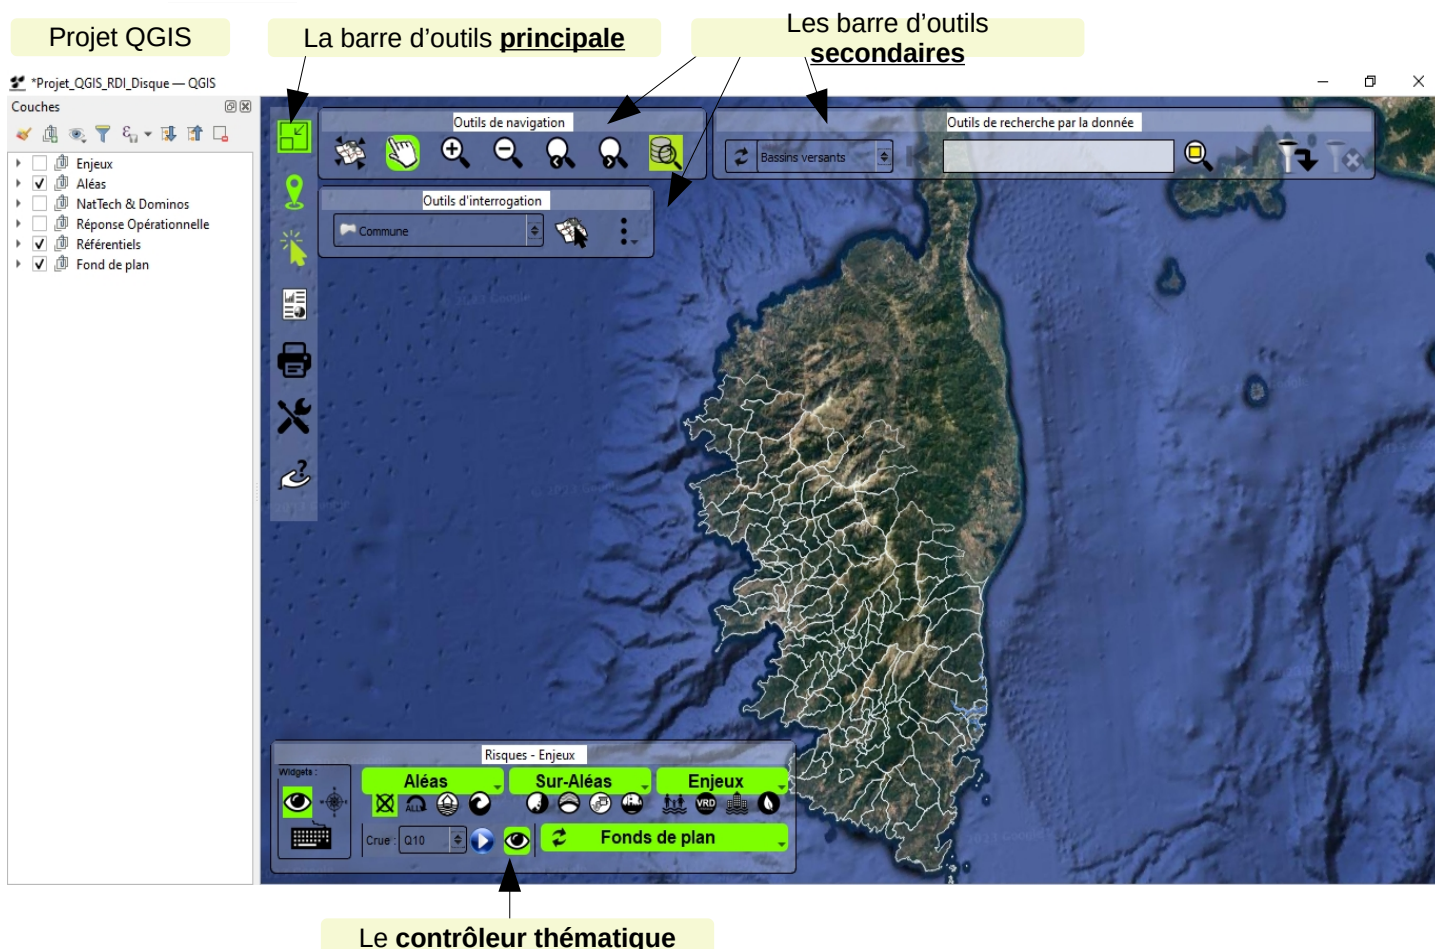 Projet QGIS
La barre d'outils principale
Les barre d'outils
secondaires
*Projet_QGIS_RDI_Disque — QGIS
Couches
Enjeux
Aléas
NatTech & Dominos
Réponse Opérationnelle
Référentiels
Fond de plan
Outils de navigation
Outils de recherche par la donnée
Bassins versants
Outils d'interrogation
Commune
© 2023 Google
Risques - Enjeux
Widgets :
Aléas
Sur-Aléas
Enjeux
ALL
VRD
Crue : Q10
Fonds de plan
Le contrôleur thématique